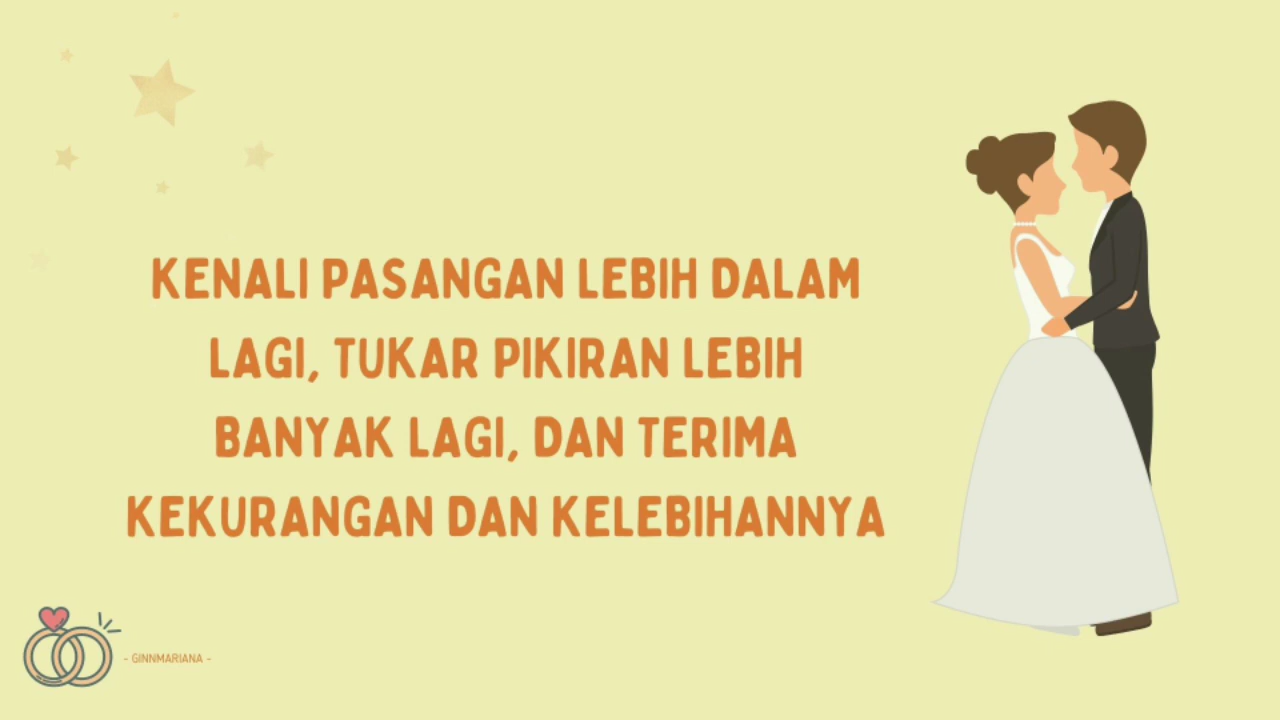 KENALI PASANGAN LEBIH DALAM
LAGI, TUKAR PIKIRAN LEBIH
BANYAK LAGI, DAN TERIMA
KEKURANGAN DAN KELEBIHANNYA
- GINNMARIANA -